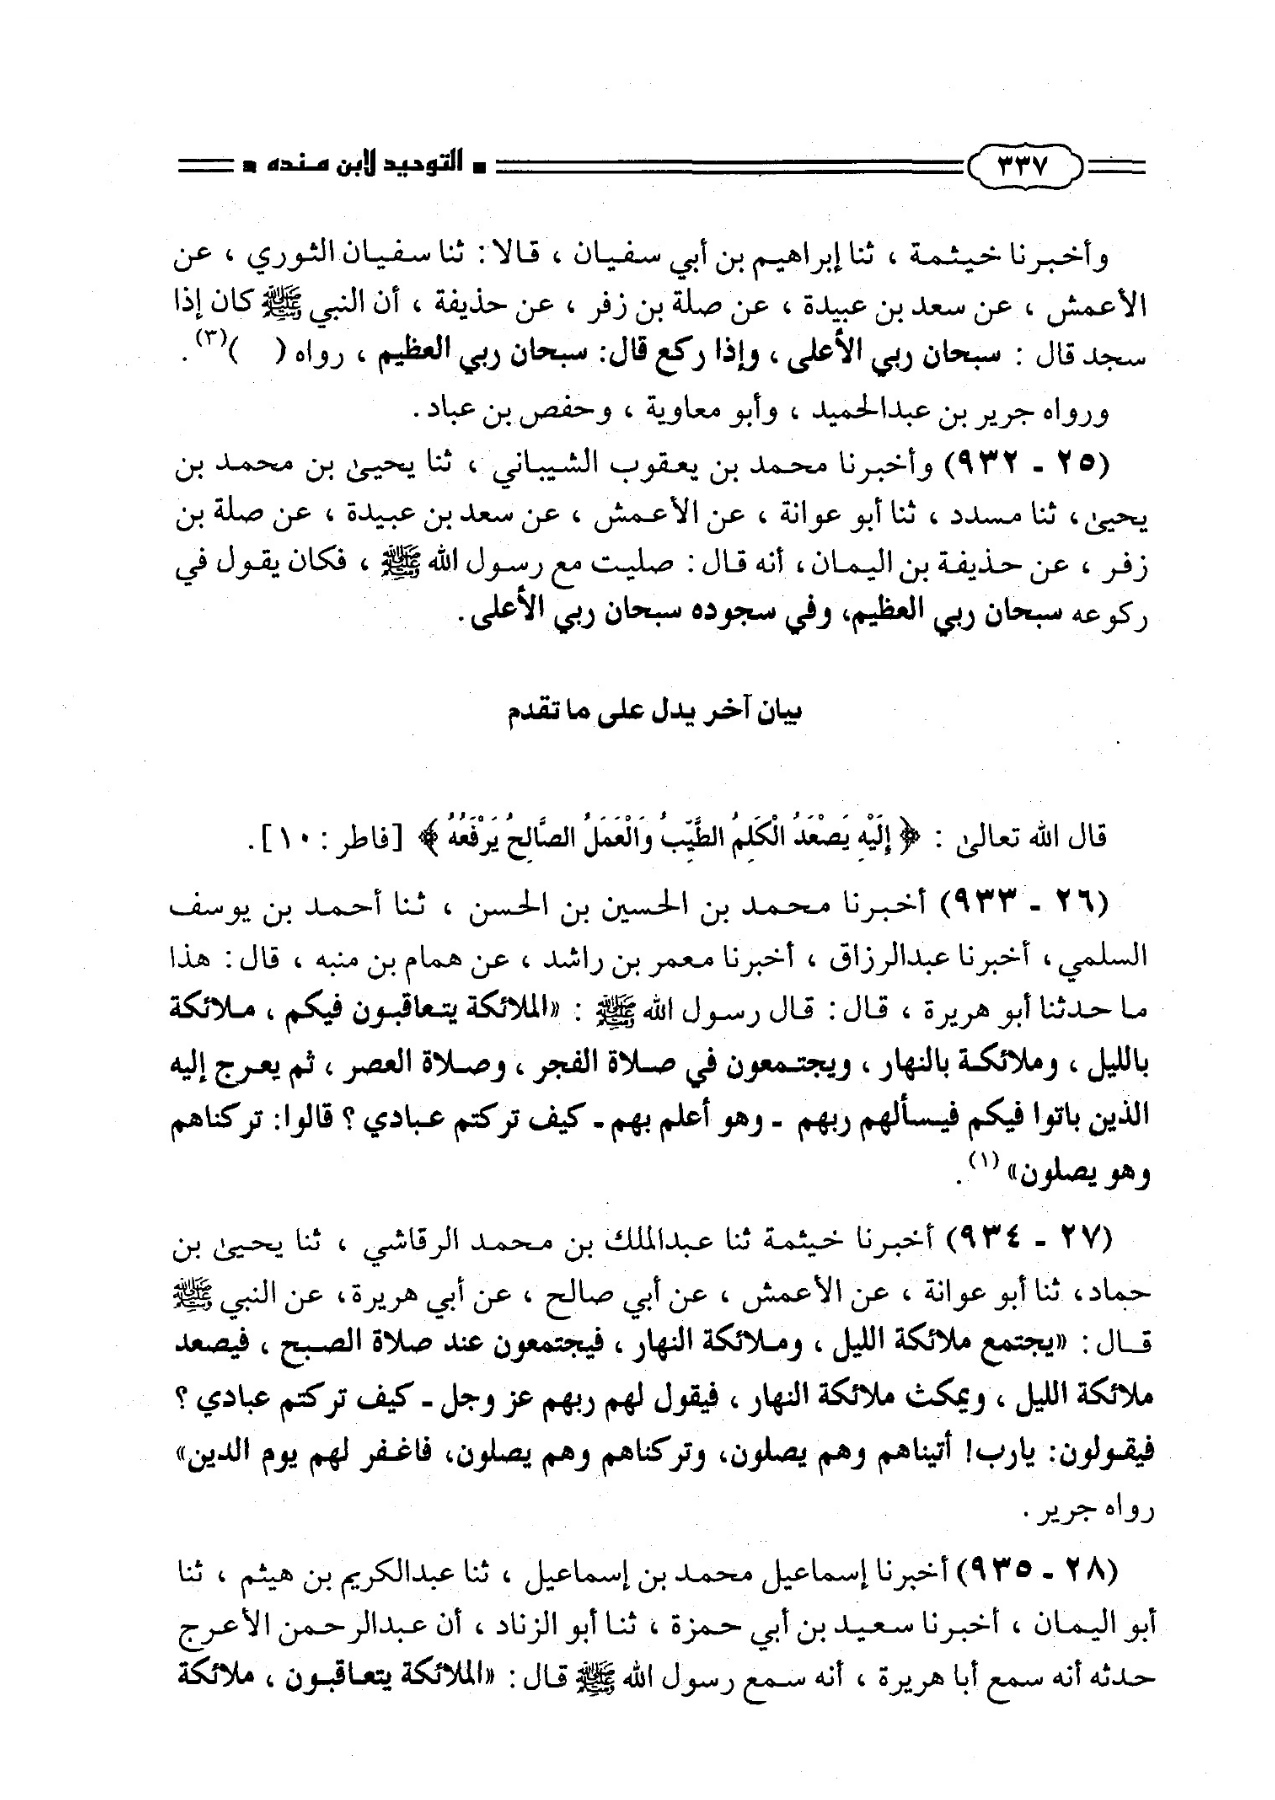 ٣٣٧ ■ التوحيد لابن منده ■
وأخبرنا خيثمة ، ثنا إبراهيم بن أبي سفيان ، قالا : ثنا سفيان الثوري ، عن
الأعمش ، عن سعد بن عبيدة ، عن صلة بن زفر ، عن حذيفة ، أن النبي ﷺ كان إذا
سجد قال : سبحان ربي الأعلى ، وإذا ركع قال: سبحان ربي العظيم ، رواه ( )(٣).
ورواه جرير بن عبدالحميد ، وأبو معاوية ، وحفص بن عباد .
(٢٥ - ٩٣٢) وأخبرنا محمد بن يعقوب الشيباني ، ثنا يحيىٰ بن محمد بن
يحيىٰ ، ثنا مسدد ، ثنا أبو عوانة ، عن الأعمش ، عن سعد بن عبيدة ، عن صلة بن
زفر ، عن حذيفة بن اليمان، أنه قال : صليت مع رسول الله ﷺ ، فكان يقول في
ركوعه سبحان ربي العظيم، وفي سجوده سبحان ربي الأعلى .
بيان آخر يدل على ما تقدم
قال الله تعالىٰ : ﴿ إِلَيْهِ يَصْعَدُ الْكَلِمُ الطَّيِّبُ وَالْعَمَلُ الصَّالِحُ يَرْفَعُهُ ﴾ [فاطر : ١٠] .
(٢٦ - ٩٣٣) أخبرنا محمد بن الحسين بن الحسن ، ثنا أحمد بن يوسف
السلمي ، أخبرنا عبدالرزاق ، أخبرنا معمر بن راشد ، عن همام بن منبه ، قال : هذا
ما حدثنا أبو هريرة ، قال : قال رسول الله ﷺ : «الملائكة يتعاقبون فيكم ، ملائكة
بالليل ، وملائكة بالنهار ، ويجتمعون في صلاة الفجر ، وصلاة العصر ، ثم يعرج إليه
الذين باتوا فيكم فيسألهم ربهم - وهو أعلم بهم - كيف تركتم عبادي ؟ قالوا: تركناهم
وهو يصلون» (١) .
(٢٧ - ٩٣٤) أخبرنا خيثمة ثنا عبدالملك بن محمد الرقاشي ، ثنا يحيىٰ بن
حماد، ثنا أبو عوانة ، عن الأعمش ، عن أبي صالح ، عن أبي هريرة، عن النبي ﷺ
قال : «يجتمع ملائكة الليل ، وملائكة النهار ، فيجتمعون عند صلاة الصبح ، فيصعد
ملائكة الليل ، ويمكث ملائكة النهار ، فيقول لهم ربهم عز وجل - كيف تركتم عبادي ؟
فيقولون: يارب! أتيناهم وهم يصلون، وتركناهم وهم يصلون، فاغفر لهم يوم الدين»
رواه جرير .
(٢٨ - ٩٣٥) أخبرنا إسماعيل محمد بن إسماعيل ، ثنا عبدالكريم بن هيثم ، ثنا
أبو اليمان ، أخبرنا سعيد بن أبي حمزة ، ثنا أبو الزناد ، أن عبدالرحمن الأعرج
حدثه أنه سمع أبا هريرة ، أنه سمع رسول الله ﷺ قال : «الملائكة يتعاقبون ، ملائكة